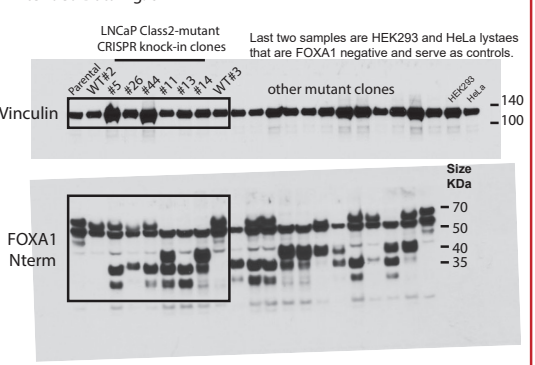 LNCaP Class2-mutant
CRISPR knock-in clones
Last two samples are HEK293 and HeLa lystaes
that are FOXA1 negative and serve as controls.
Parental
WT#2
#5
#26
#44
#11
#13
#14
WT#3
other mutant clones
HEK293
HeLa
Vinculin
140
100
Size
KDa
FOXA1
Nterm
70
50
40
35